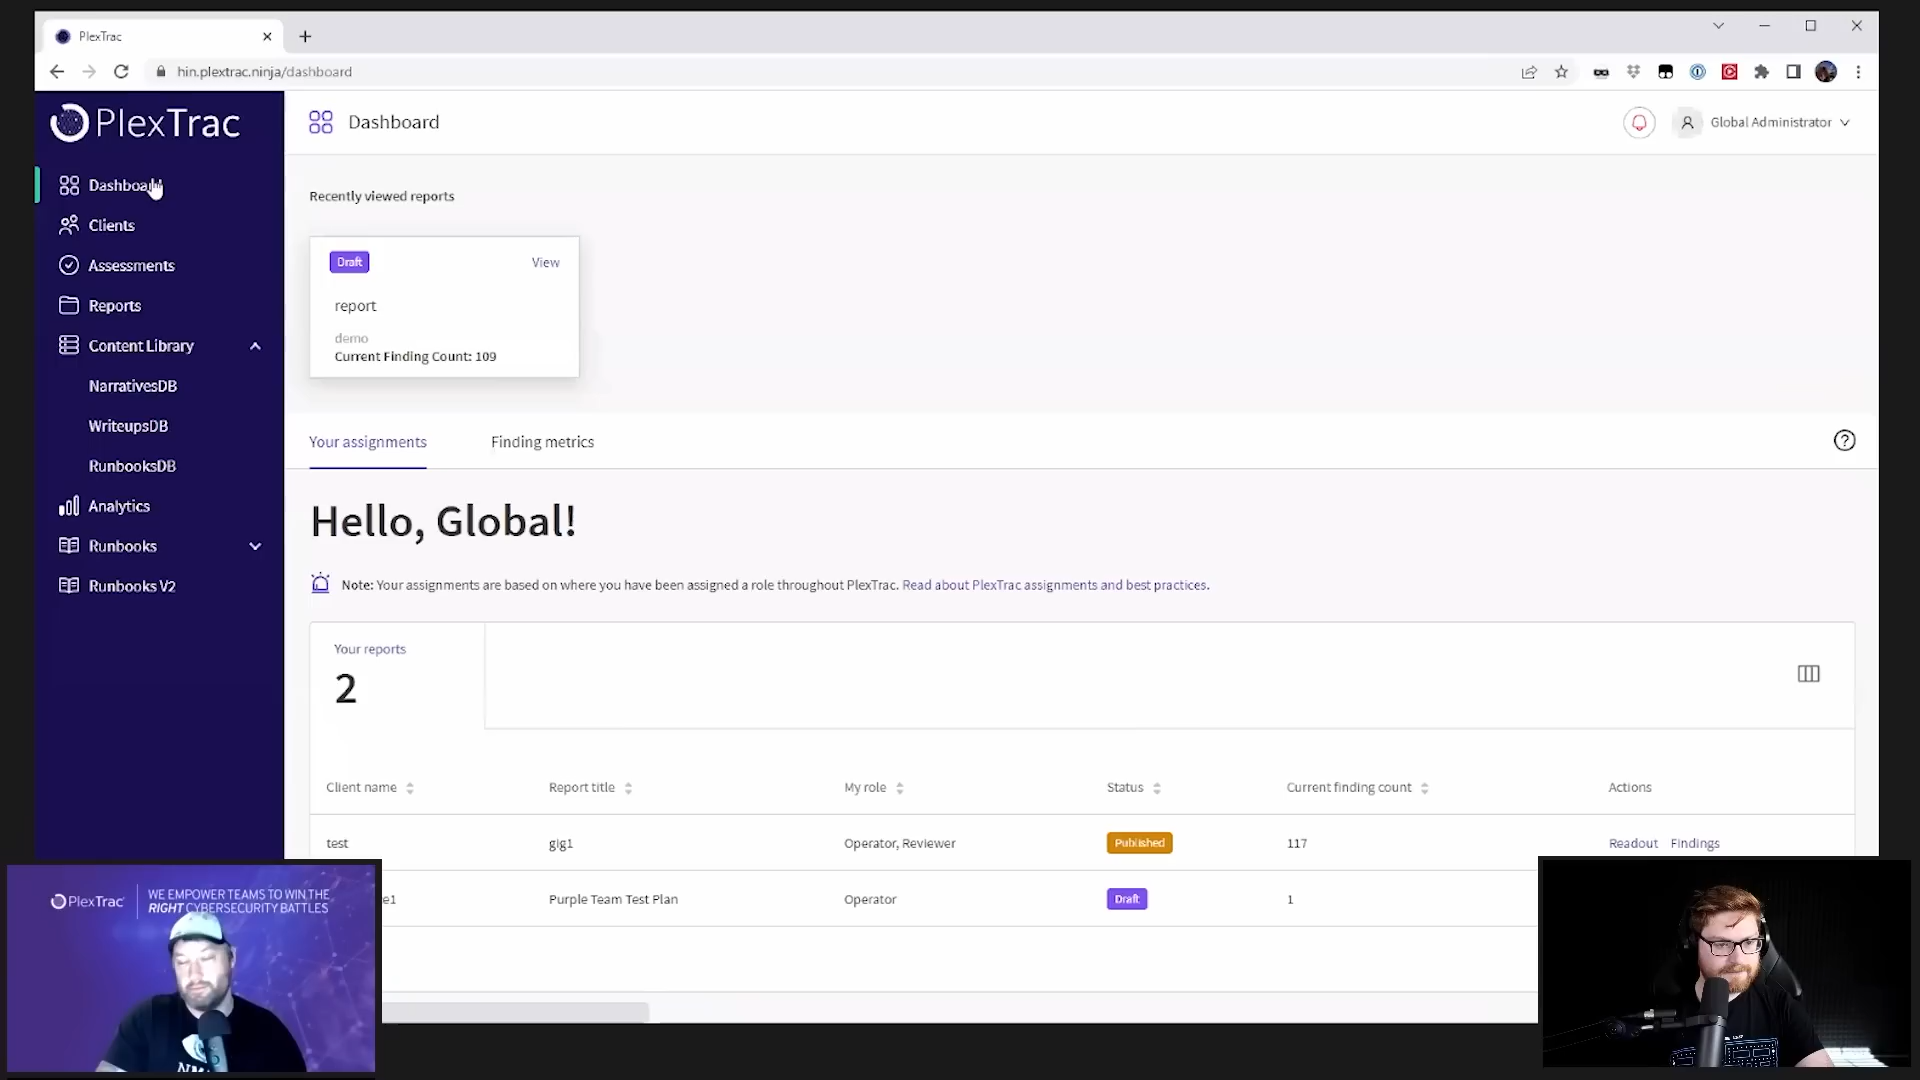 PlexTrac
hin.plextrac.ninja/dashboard
PlexTrac
Dashboard
Global Administrator
Dashboard
Clients
Assessments
Reports
Content Library
NarrativesDB
WriteupsDB
RunbooksDB
Analytics
Runbooks
Runbooks V2
Recently viewed reports
Draft
View
report
demo
Current Finding Count: 109
Your assignments
Finding metrics
Hello, Global!
Note: Your assignments are based on where you have been assigned a role throughout PlexTrac. Read about PlexTrac assignments and best practices.
Your reports
2
Client name
Report title
My role
Status
Current finding count
Actions
test
gig1
Operator, Reviewer
Published
117
Readout
Findings
e1
Purple Team Test Plan
Operator
Draft
1
PlexTrac
WE EMPOWER TEAMS TO WIN THE
RIGHT CYBERSECURITY BATTLES